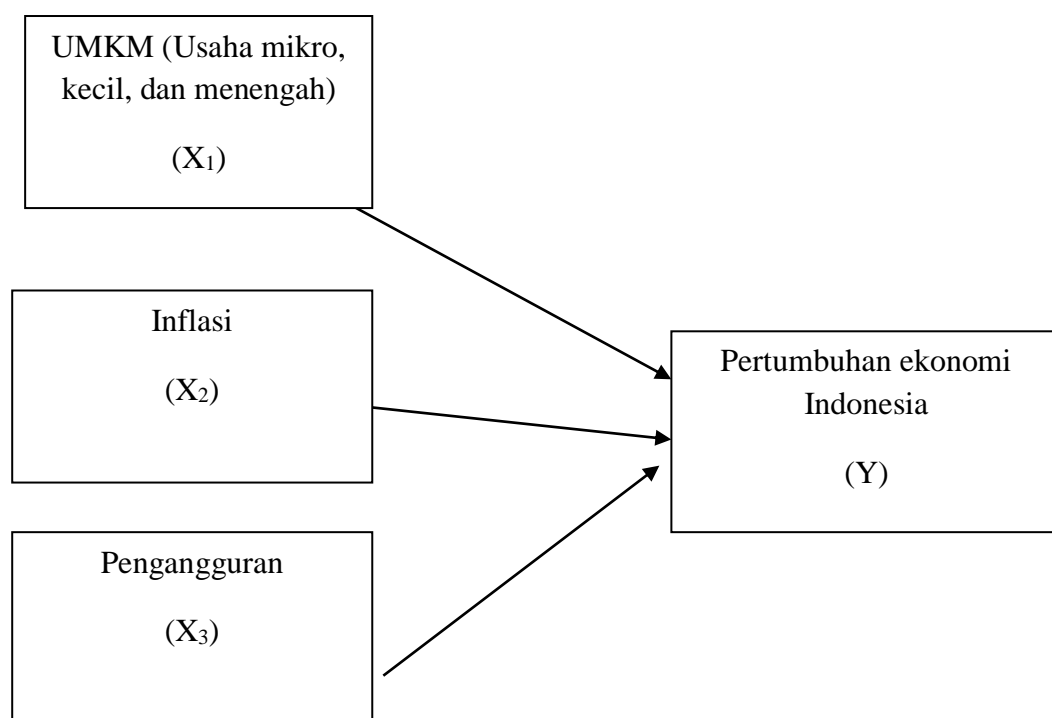 UMKM (Usaha mikro,
kecil, dan menengah)
(X₁)
Inflasi
(X₂)
Pengangguran
(X₃)
Pertumbuhan ekonomi
Indonesia
(Y)